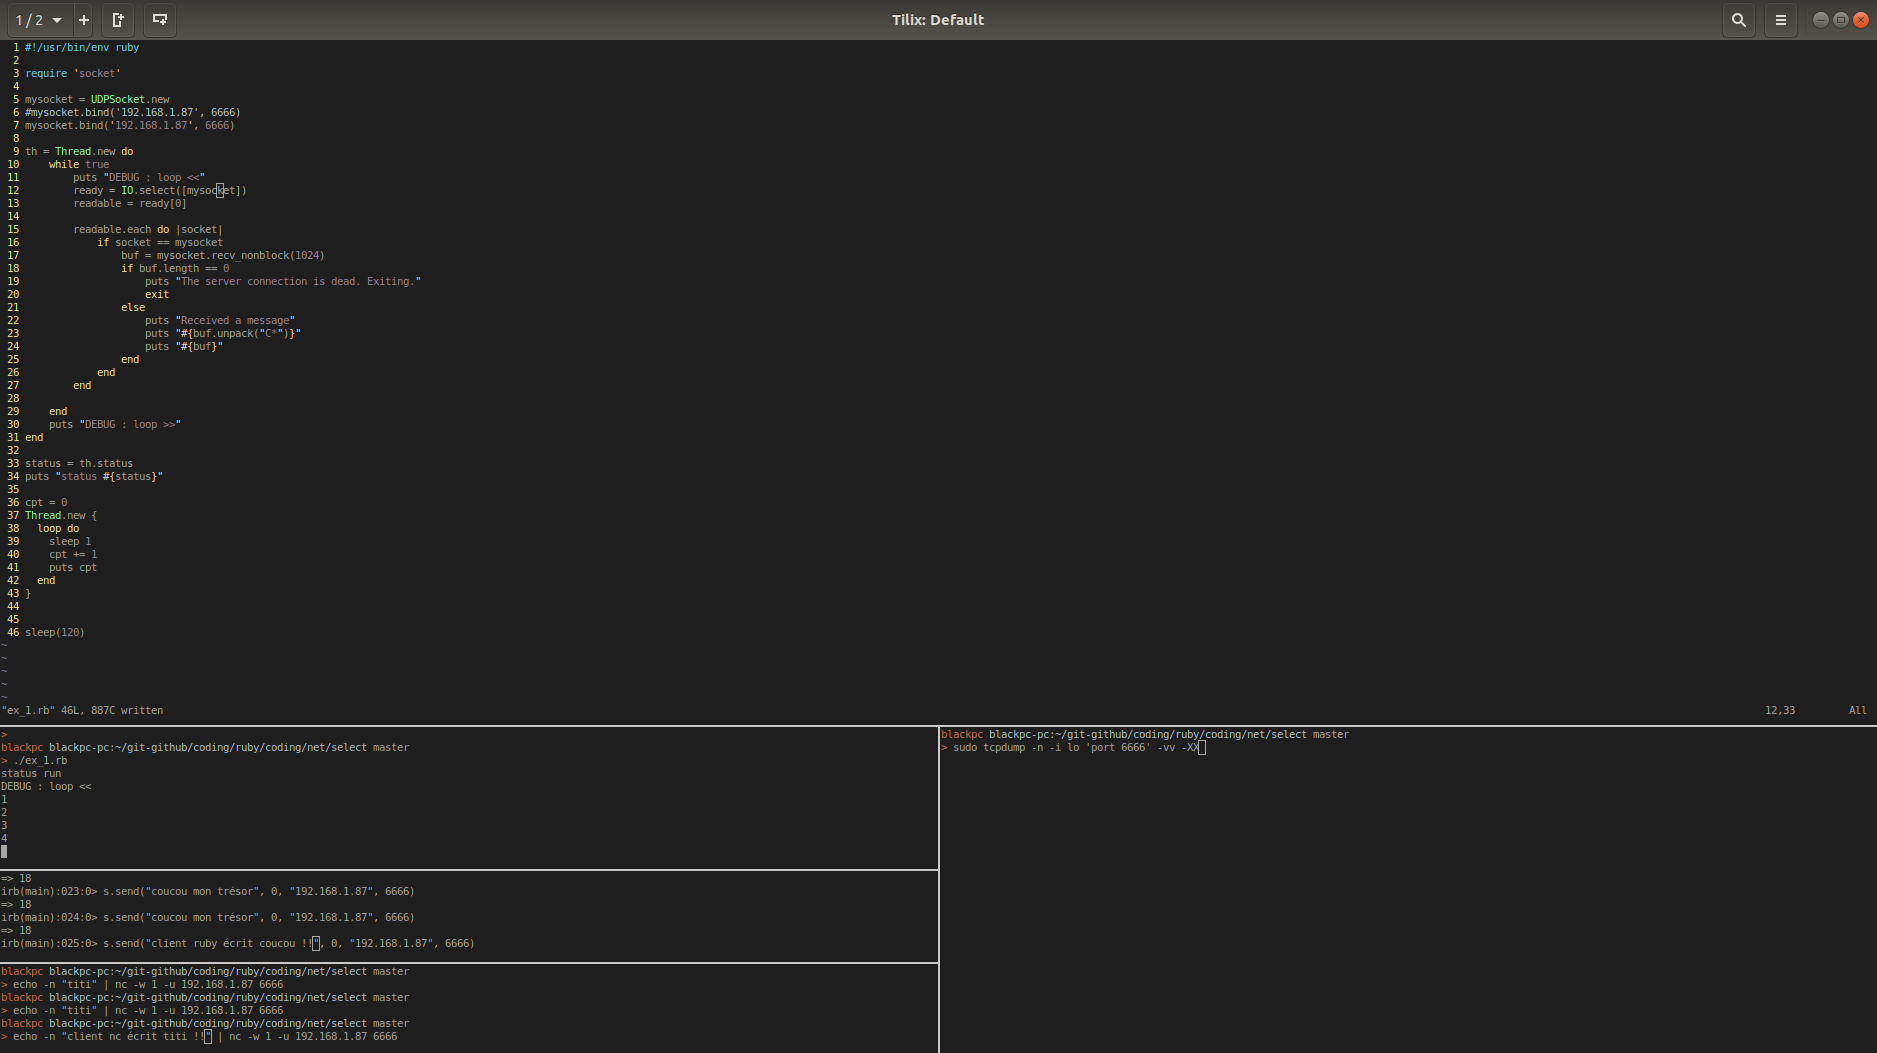 1 / 2
Tilix: Default
1 #!/usr/bin/env ruby
2
3 require 'socket'
4
5 mysocket = UDPSocket.new
6 #mysocket.bind('192.168.1.87', 6666)
7 mysocket.bind('192.168.1.87', 6666)
8
9 th = Thread.new do
10     while true
11         puts "DEBUG : loop <<"
12         ready = IO.select([mysocket])
13         readable = ready[0]
14
15         readable.each do |socket|
16             if socket == mysocket
17                 buf = mysocket.recv_nonblock(1024)
18                 if buf.length == 0
19                     puts "The server connection is dead. Exiting."
20                     exit
21                 else
22                     puts "Received a message"
23                     puts "#{buf.unpack("C*")}"
24                     puts "#{buf}"
25                 end
26             end
27         end
28
29     end
30     puts "DEBUG : loop >>"
31 end
32
33 status = th.status
34 puts "status #{status}"
35
36 cpt = 0
37 Thread.new {
38   loop do
39     sleep 1
40     cpt += 1
41     puts cpt
42   end
43 }
44
45
46 sleep(120)
~
~
~
~
~
"ex_1.rb" 46L, 887C written 12,33 All
>
blackpc blackpc-pc:~/git-github/coding/ruby/coding/net/select master
> ./ex_1.rb
status run
DEBUG : loop <<
1
2
3
4
=> 18
irb(main):023:0> s.send("coucou mon trésor", 0, "192.168.1.87", 6666)
=> 18
irb(main):024:0> s.send("coucou mon trésor", 0, "192.168.1.87", 6666)
=> 18
irb(main):025:0> s.send("client ruby écrit coucou !!", 0, "192.168.1.87", 6666)
blackpc blackpc-pc:~/git-github/coding/ruby/coding/net/select master
> echo -n "titi" | nc -w 1 -u 192.168.1.87 6666
blackpc blackpc-pc:~/git-github/coding/ruby/coding/net/select master
> echo -n "titi" | nc -w 1 -u 192.168.1.87 6666
blackpc blackpc-pc:~/git-github/coding/ruby/coding/net/select master
> echo -n "client nc écrit titi !!" | nc -w 1 -u 192.168.1.87 6666
blackpc blackpc-pc:~/git-github/coding/ruby/coding/net/select master
> sudo tcpdump -n -i lo 'port 6666' -vv -XX